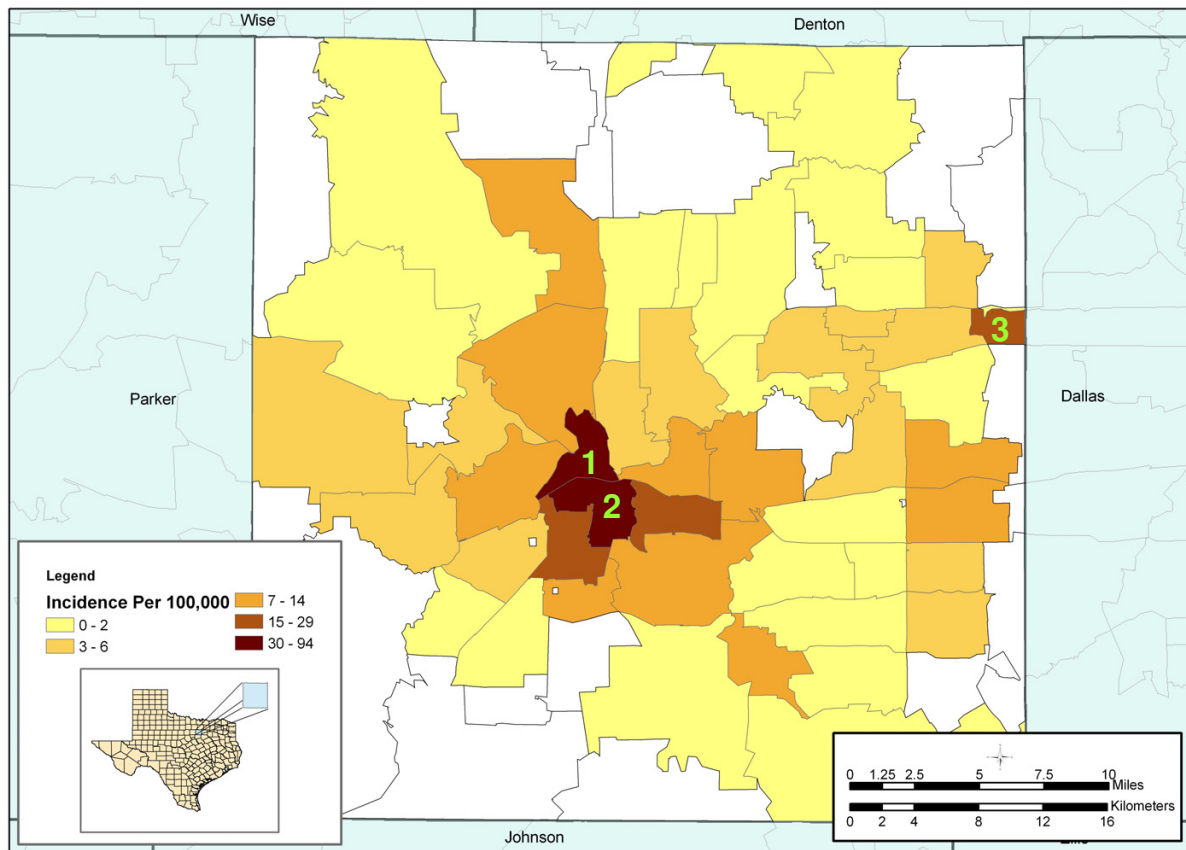 Wise
Denton
3
Parker
Dallas
1
2
Legend
Incidence Per 100,000
0 - 2
3 - 6
7 - 14
15 - 29
30 - 94
0 1.25 2.5 5 7.5 10
Miles
Kilometers
0 2 4 8 12 16
Johnson